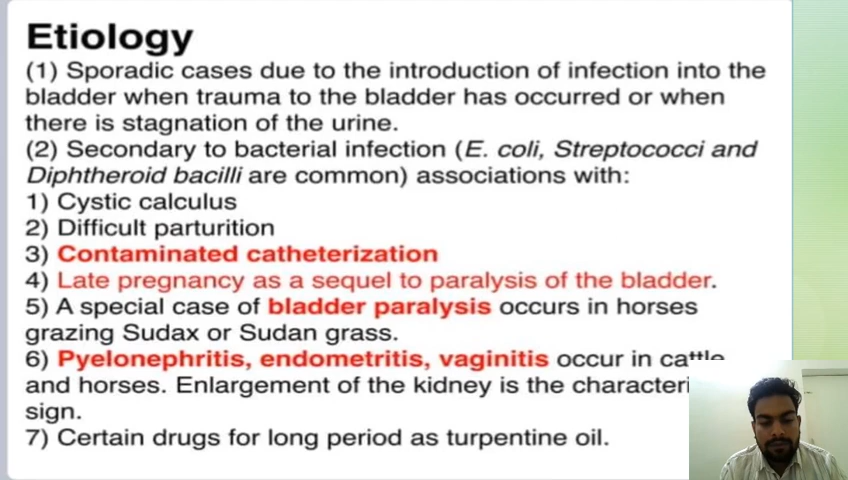 Etiology
(1) Sporadic cases due to the introduction of infection into the
bladder when trauma to the bladder has occurred or when
there is stagnation of the urine.
(2) Secondary to bacterial infection (E. coli, Streptococci and
Diphtheroid bacilli are common) associations with:
1) Cystic calculus
2) Difficult parturition
3) Contaminated catheterization
4) Late pregnancy as a sequel to paralysis of the bladder.
5) A special case of bladder paralysis occurs in horses
grazing Sudax or Sudan grass.
6) Pyelonephritis, endometritis, vaginitis occur in cattle
and horses. Enlargement of the kidney is the characteri
sign.
7) Certain drugs for long period as turpentine oil.